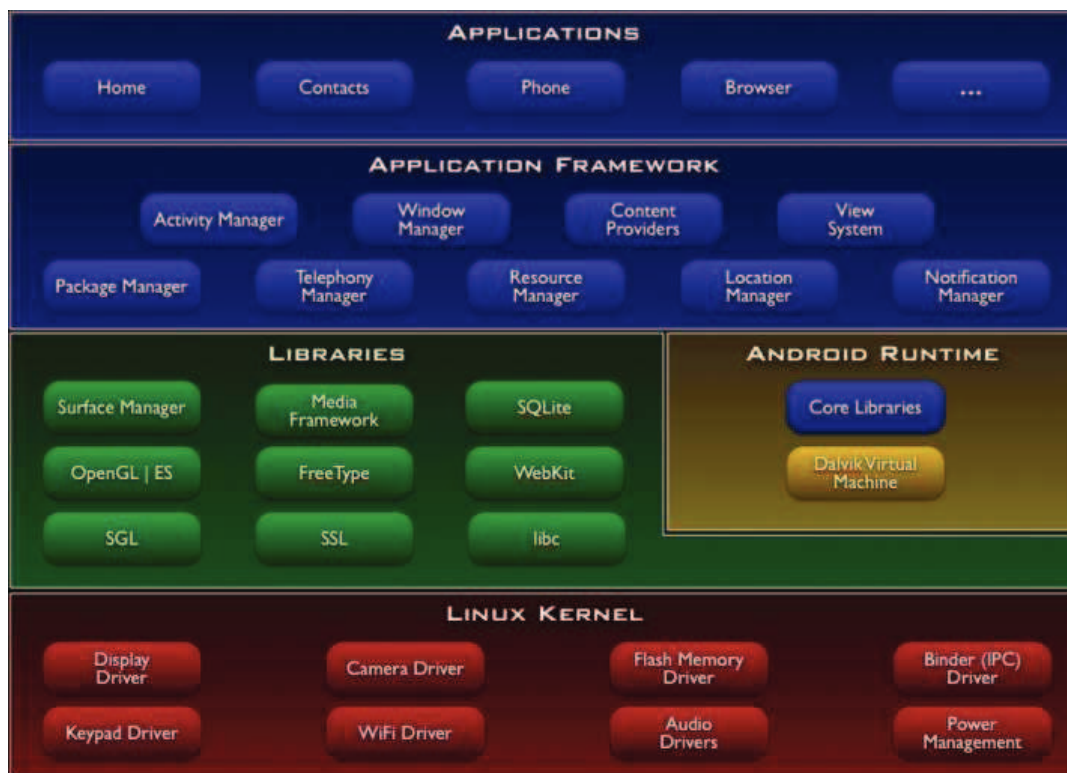 APPLICATIONS
Home
Contacts
Phone
Browser
...
APPLICATION FRAMEWORK
Activity Manager
Window
Manager
Content
Providers
View
System
Package Manager
Telephony
Manager
Resource
Manager
Location
Manager
Notification
Manager
LIBRARIES
Surface Manager
Media
Framework
SQLite
OpenGL | ES
FreeType
WebKit
SGL
SSL
libc
ANDROID RUNTIME
Core Libraries
Dalvik Virtual
Machine
LINUX KERNEL
Display
Driver
Camera Driver
Flash Memory
Driver
Binder (IPC)
Driver
Keypad Driver
WiFi Driver
Audio
Drivers
Power
Management